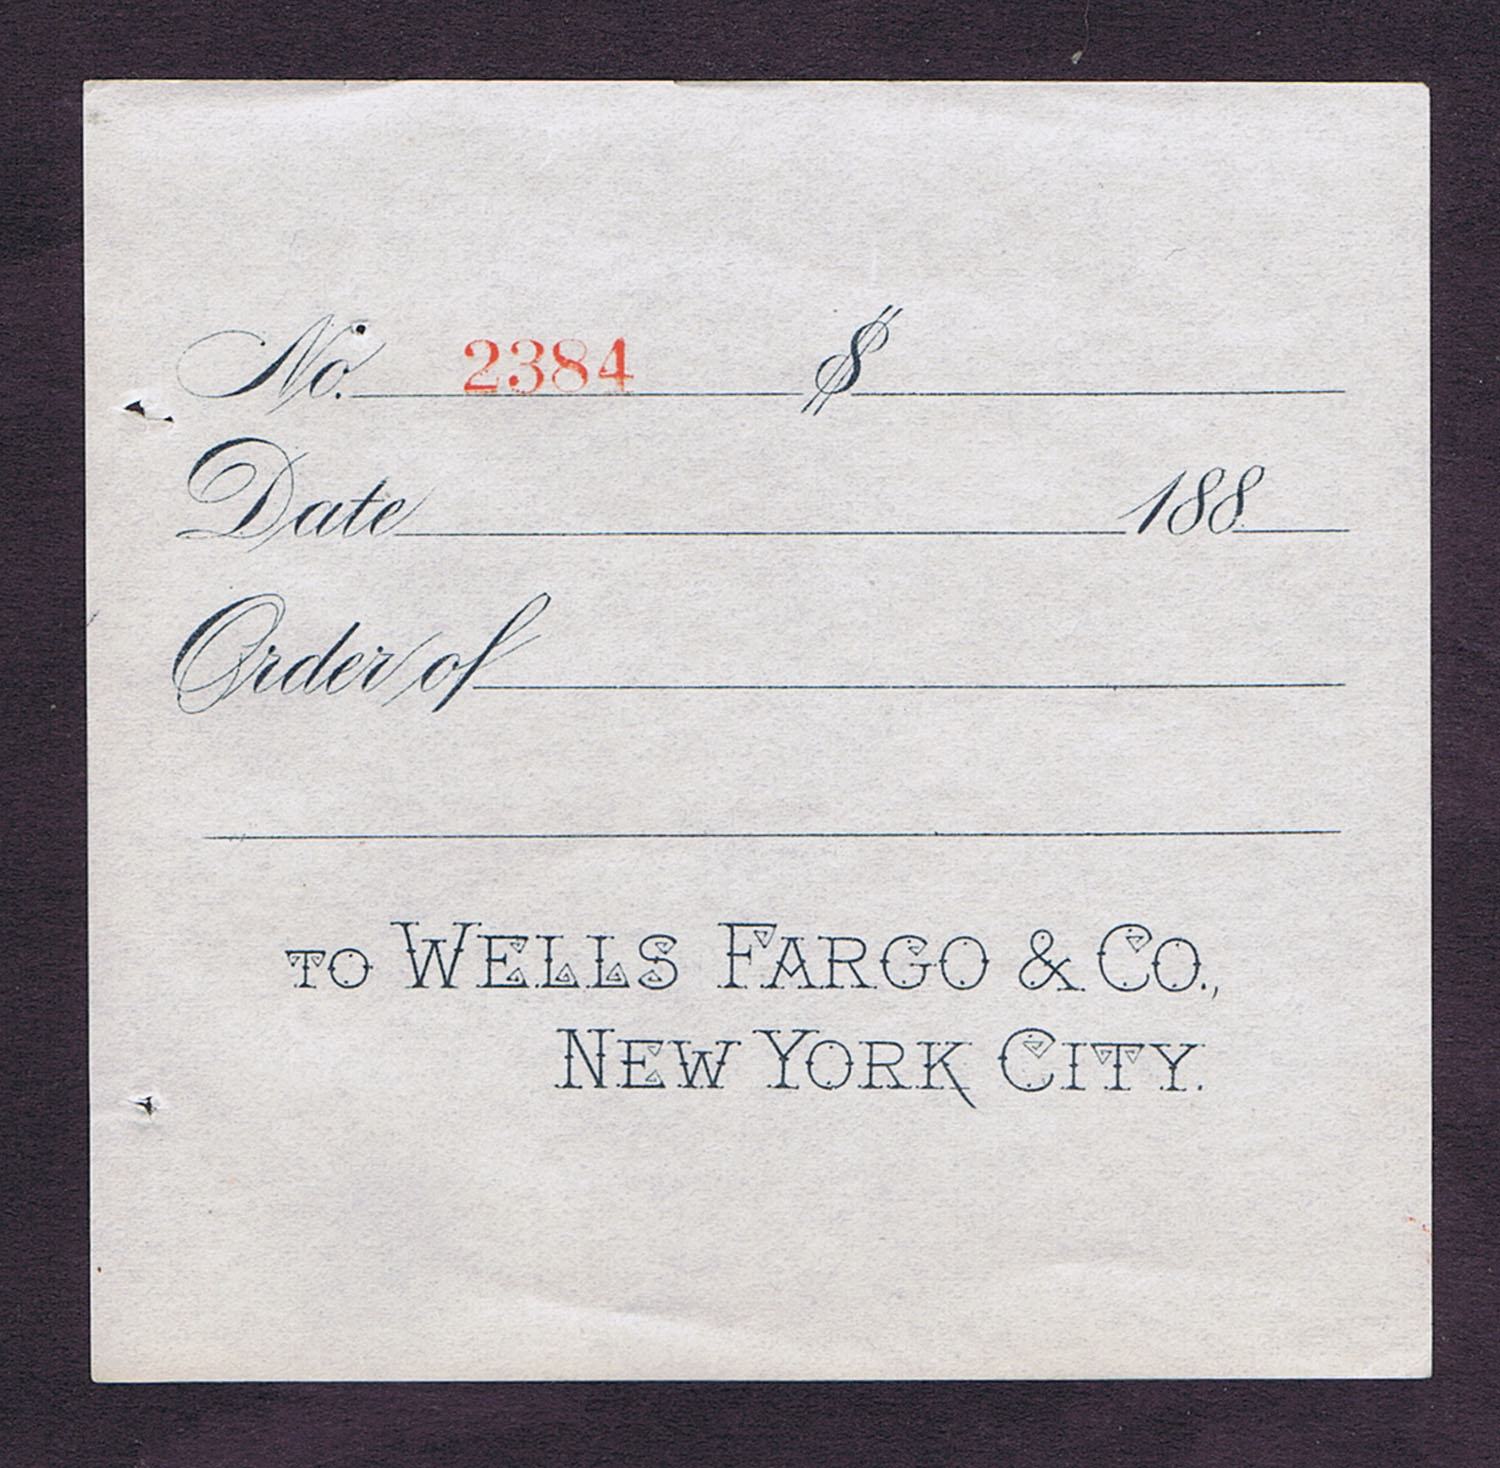 No. 2384 $
Date 188
Order of
TO WELLS FARGO & CO.,
NEW YORK CITY.